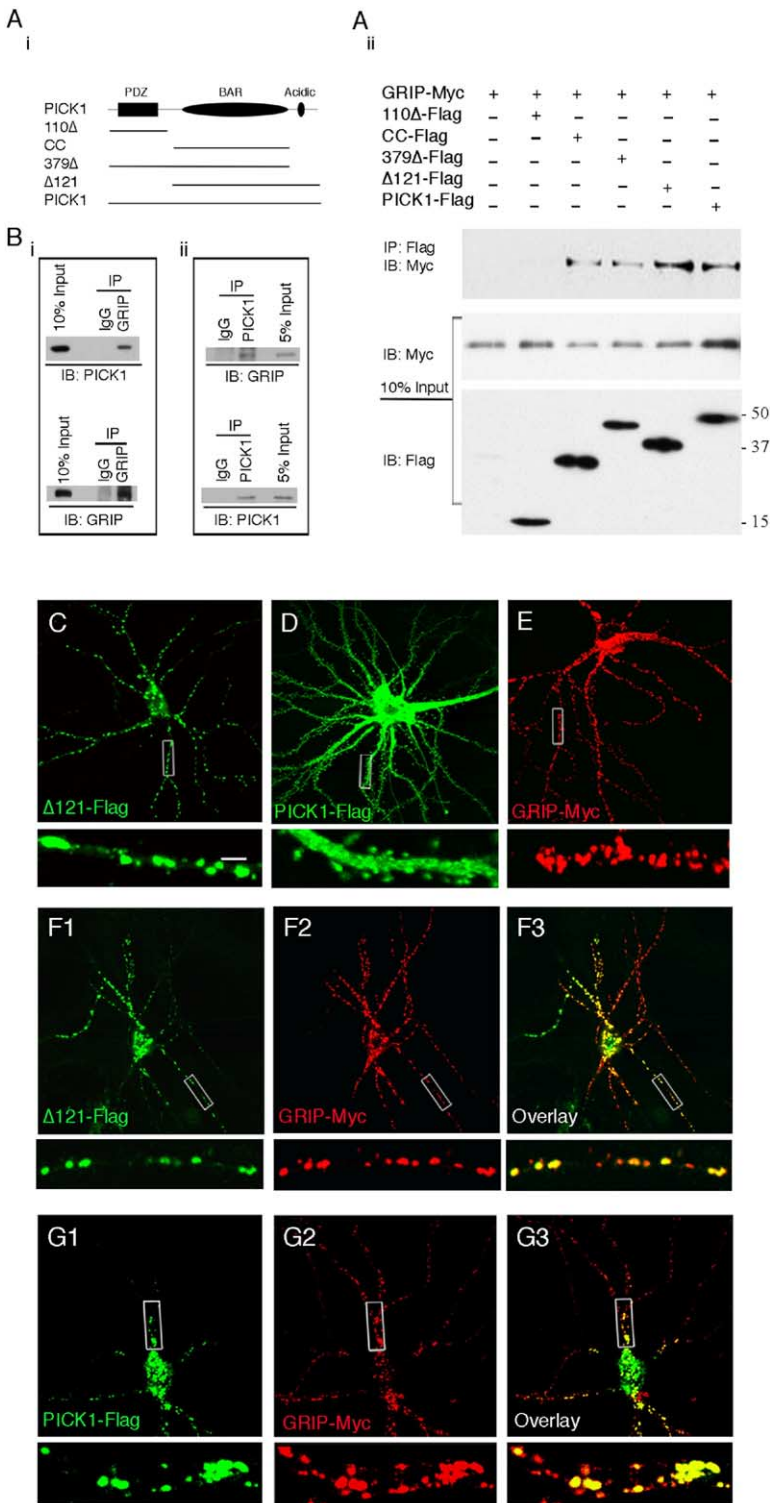 A
i
PDZ BAR Acidic
PICK1
110Δ
CC
379Δ
Δ121
PICK1
A
ii
GRIP-Myc + + + + + +
110Δ-Flag – + – – – –
CC-Flag – – + – – –
379Δ-Flag – – – + – –
Δ121-Flag – – – – + –
PICK1-Flag – – – – – +
IP: Flag
IB: Myc
IB: Myc
10% Input
IB: Flag
- 50
- 37
- 15
B
i
10% Input
IP
IgG
GRIP
IB: PICK1
10% Input
IP
IgG
GRIP
IB: GRIP
ii
IP
IgG
PICK1
5% Input
IB: GRIP
IP
IgG
PICK1
5% Input
IB: PICK1
C
Δ121-Flag
D
PICK1-Flag
E
GRIP-Myc
F1
Δ121-Flag
F2
GRIP-Myc
F3
Overlay
G1
PICK1-Flag
G2
GRIP-Myc
G3
Overlay